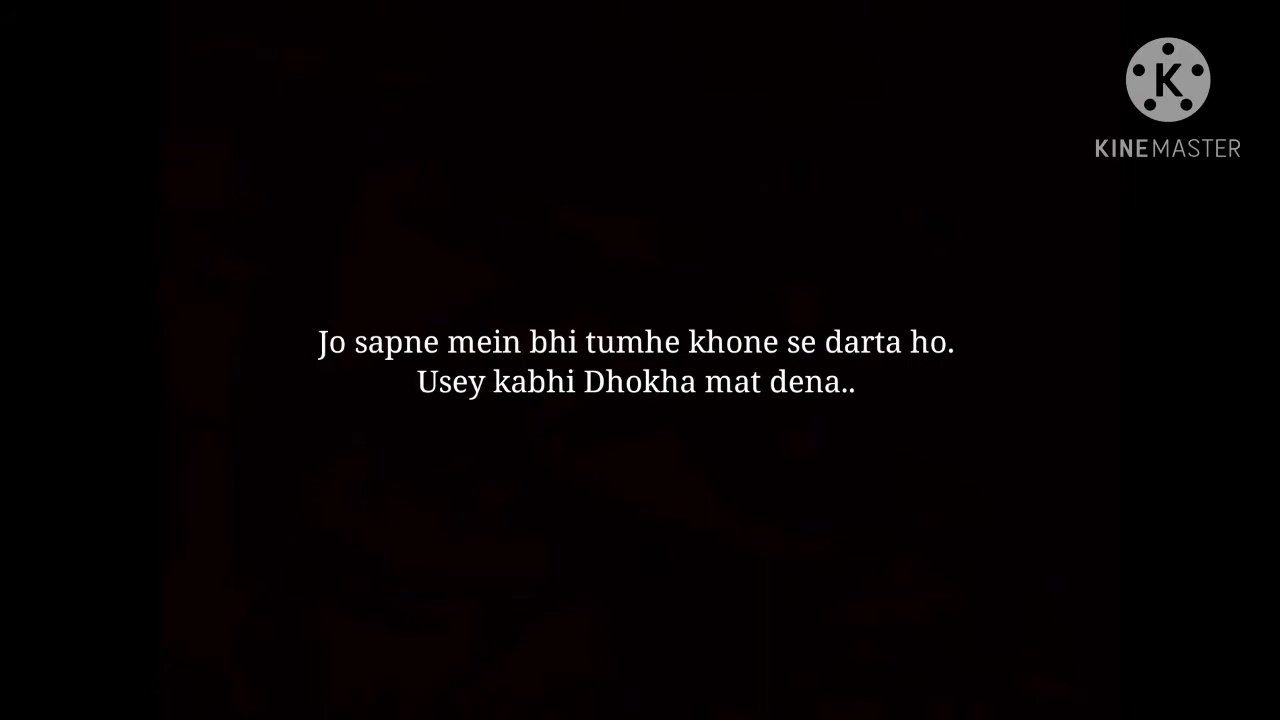 K
KINEMASTER
Jo sapne mein bhi tumhe khone se darta ho.
Usey kabhi Dhokha mat dena..